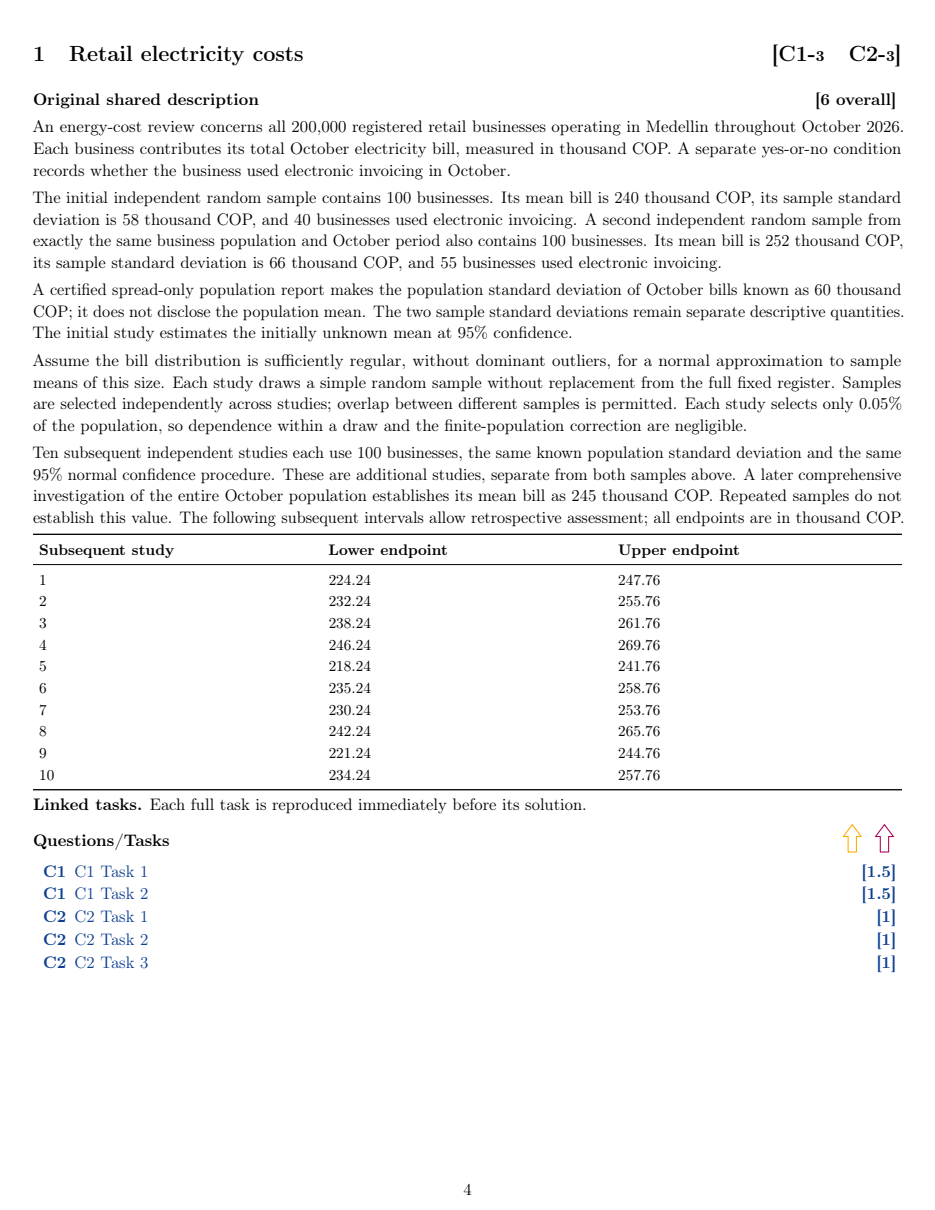 1 Retail electricity costs [C1-3 C2-3]
Original shared description [6 overall]
An energy-cost review concerns all 200,000 registered retail businesses operating in Medellin throughout October 2026.
Each business contributes its total October electricity bill, measured in thousand COP. A separate yes-or-no condition
records whether the business used electronic invoicing in October.
The initial independent random sample contains 100 businesses. Its mean bill is 240 thousand COP, its sample standard
deviation is 58 thousand COP, and 40 businesses used electronic invoicing. A second independent random sample from
exactly the same business population and October period also contains 100 businesses. Its mean bill is 252 thousand COP,
its sample standard deviation is 66 thousand COP, and 55 businesses used electronic invoicing.
A certified spread-only population report makes the population standard deviation of October bills known as 60 thousand
COP; it does not disclose the population mean. The two sample standard deviations remain separate descriptive quantities.
The initial study estimates the initially unknown mean at 95% confidence.
Assume the bill distribution is sufficiently regular, without dominant outliers, for a normal approximation to sample
means of this size. Each study draws a simple random sample without replacement from the full fixed register. Samples
are selected independently across studies; overlap between different samples is permitted. Each study selects only 0.05%
of the population, so dependence within a draw and the finite-population correction are negligible.
Ten subsequent independent studies each use 100 businesses, the same known population standard deviation and the same
95% normal confidence procedure. These are additional studies, separate from both samples above. A later comprehensive
investigation of the entire October population establishes its mean bill as 245 thousand COP. Repeated samples do not
establish this value. The following subsequent intervals allow retrospective assessment; all endpoints are in thousand COP.
Subsequent study Lower endpoint Upper endpoint
1 224.24 247.76
2 232.24 255.76
3 238.24 261.76
4 246.24 269.76
5 218.24 241.76
6 235.24 258.76
7 230.24 253.76
8 242.24 265.76
9 221.24 244.76
10 234.24 257.76
Linked tasks. Each full task is reproduced immediately before its solution.
Questions/Tasks
C1 C1 Task 1 [1.5]
C1 C1 Task 2 [1.5]
C2 C2 Task 1 [1]
C2 C2 Task 2 [1]
C2 C2 Task 3 [1]
4